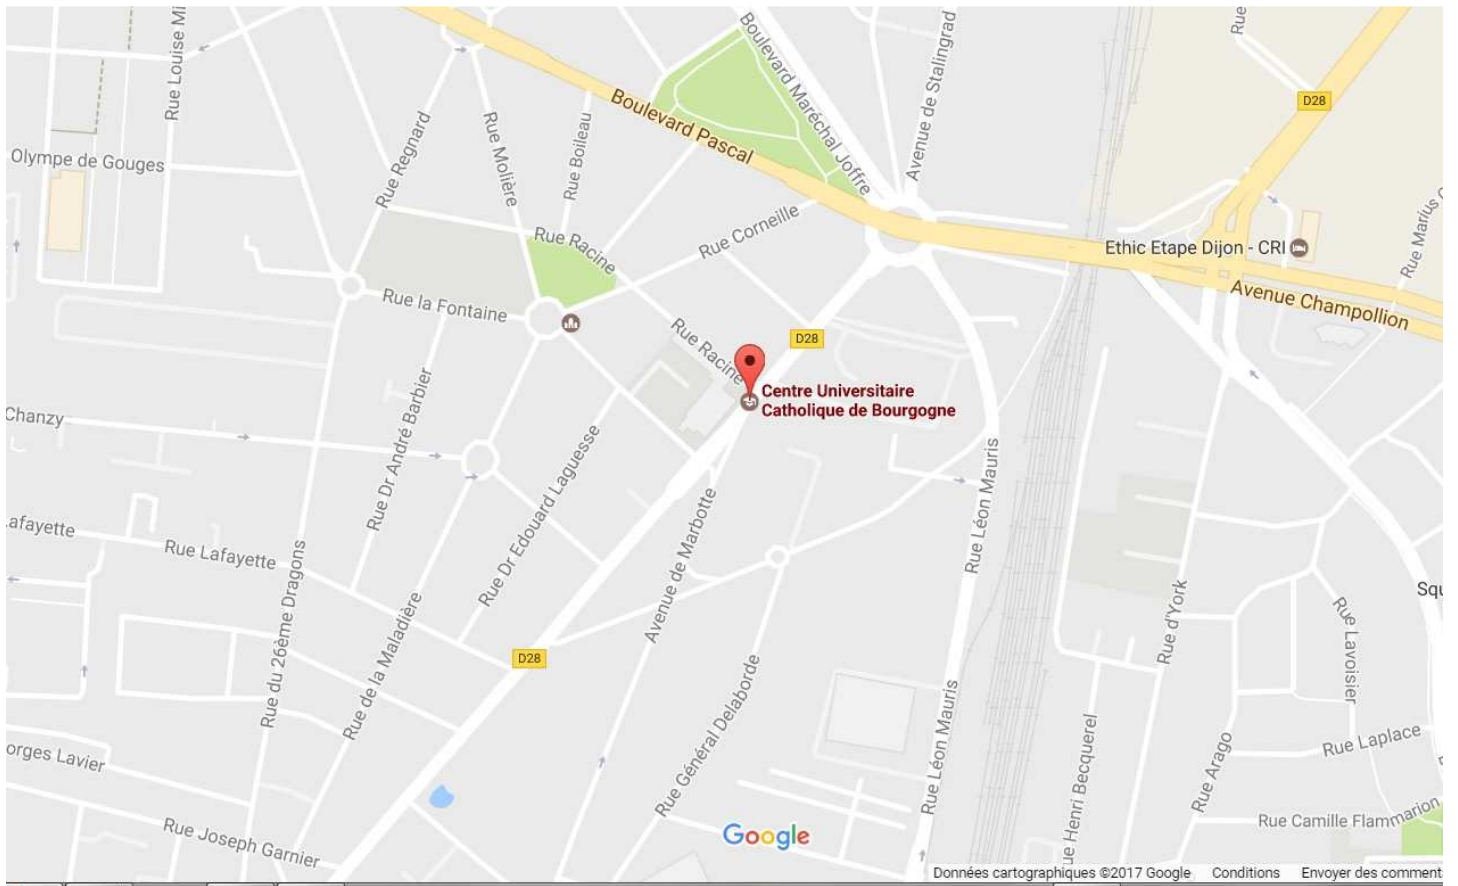 Rue Louise Mi
Boulevard Maréchal Joffre
Avenue de Stalingrad
Rue
D28
Boulevard Pascal
Olympe de Gouges
Rue Regnard
Rue Molière
Rue Boileau
Rue Marius
Rue Racine
Rue Corneille
Ethic Etape Dijon - CRI
Avenue Champollion
Rue la Fontaine
D28
Rue Racine
Centre Universitaire
Catholique de Bourgogne
Chanzy
Rue Dr André Barbier
Rue Dr Edouard Laguesse
Rue Léon Mauris
Avenue de Marbotte
afayette
Rue Lafayette
Rue du 26ème Dragons
Rue de la Maladière
D28
Rue d'York
Squ
Rue Lavoisier
Rue Général Delaborde
Rue Léon Mauris
orges Lavier
Rue Laplace
Rue Arago
ue Henri Becquerel
Rue Camille Flammarion
Rue Joseph Garnier
Google
Données cartographiques ©2017 Google Conditions Envoyer des comment